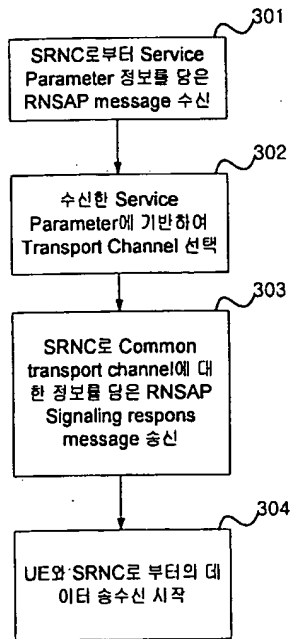 301
SRNC로부터 Service
Parameter 정보를 당은
RNSAP message 수신
302
수신한 Service
Parameter에 기반하여
Transport Channel 선택
303
SRNC로 Common
transport channel에 대
한 정보를 당은 RNSAP
Signaling respons
message 송신
304
UE와 SRNC로 부터의 데
이터 송수신 시작